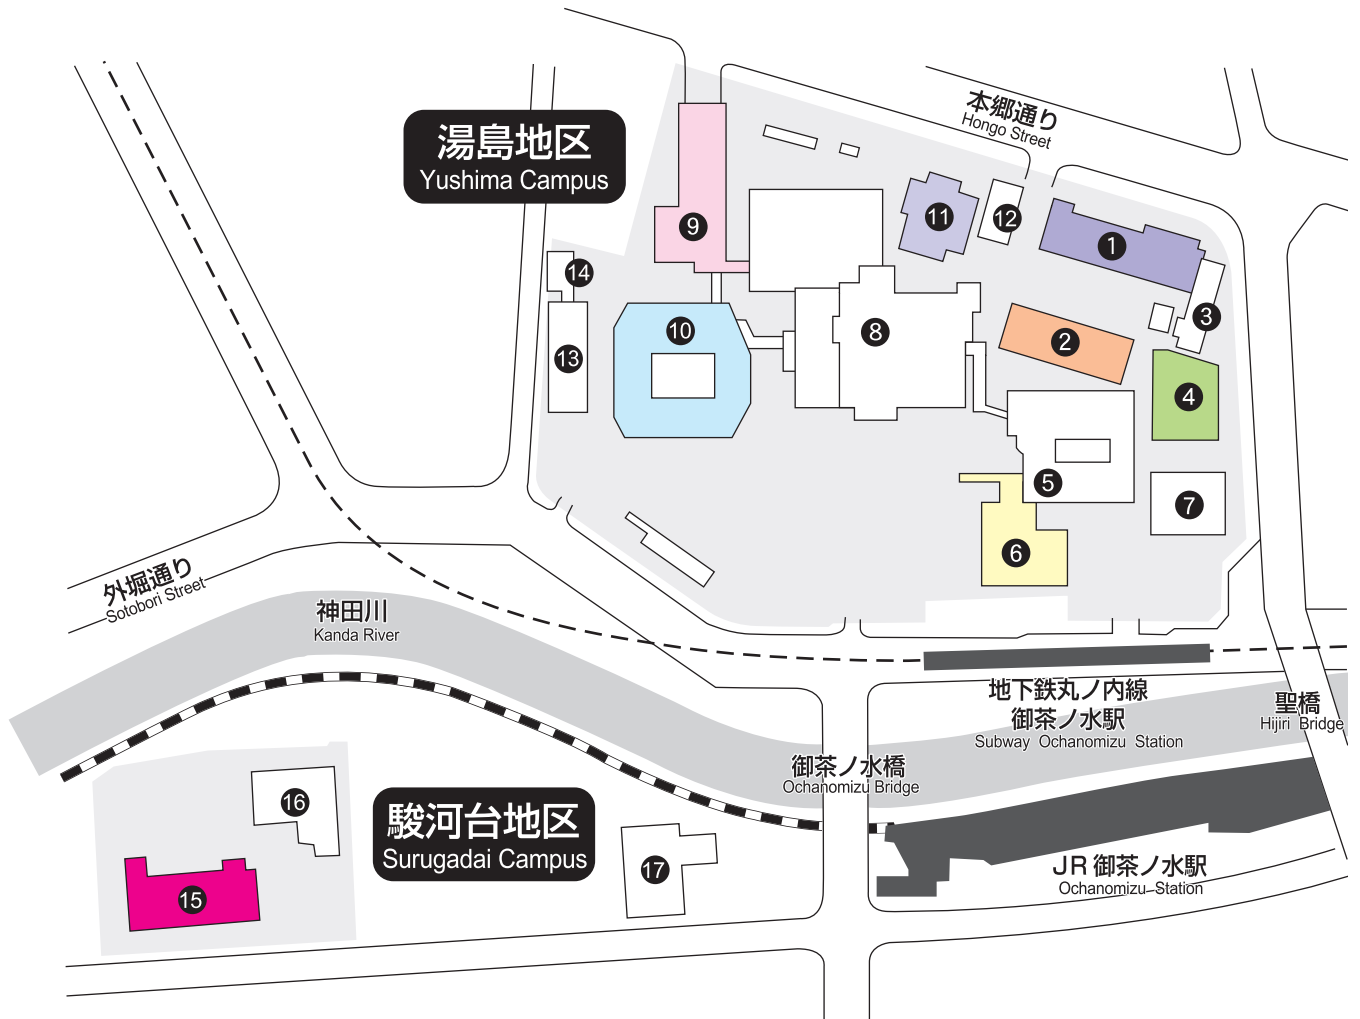 本郷通り
Hongo Street
湯島地区
Yushima Campus
9
11
12
1
14
3
10
8
2
13
4
5
7
6
外堀通り
Sotobori Street
神田川
Kanda River
地下鉄丸ノ内線
御茶ノ水駅
Subway Ochanomizu Station
聖橋
Hijiri Bridge
御茶ノ水橋
Ochanomizu Bridge
16
駿河台地区
Surugadai Campus
17
15
JR 御茶ノ水駅
Ochanomizu Station